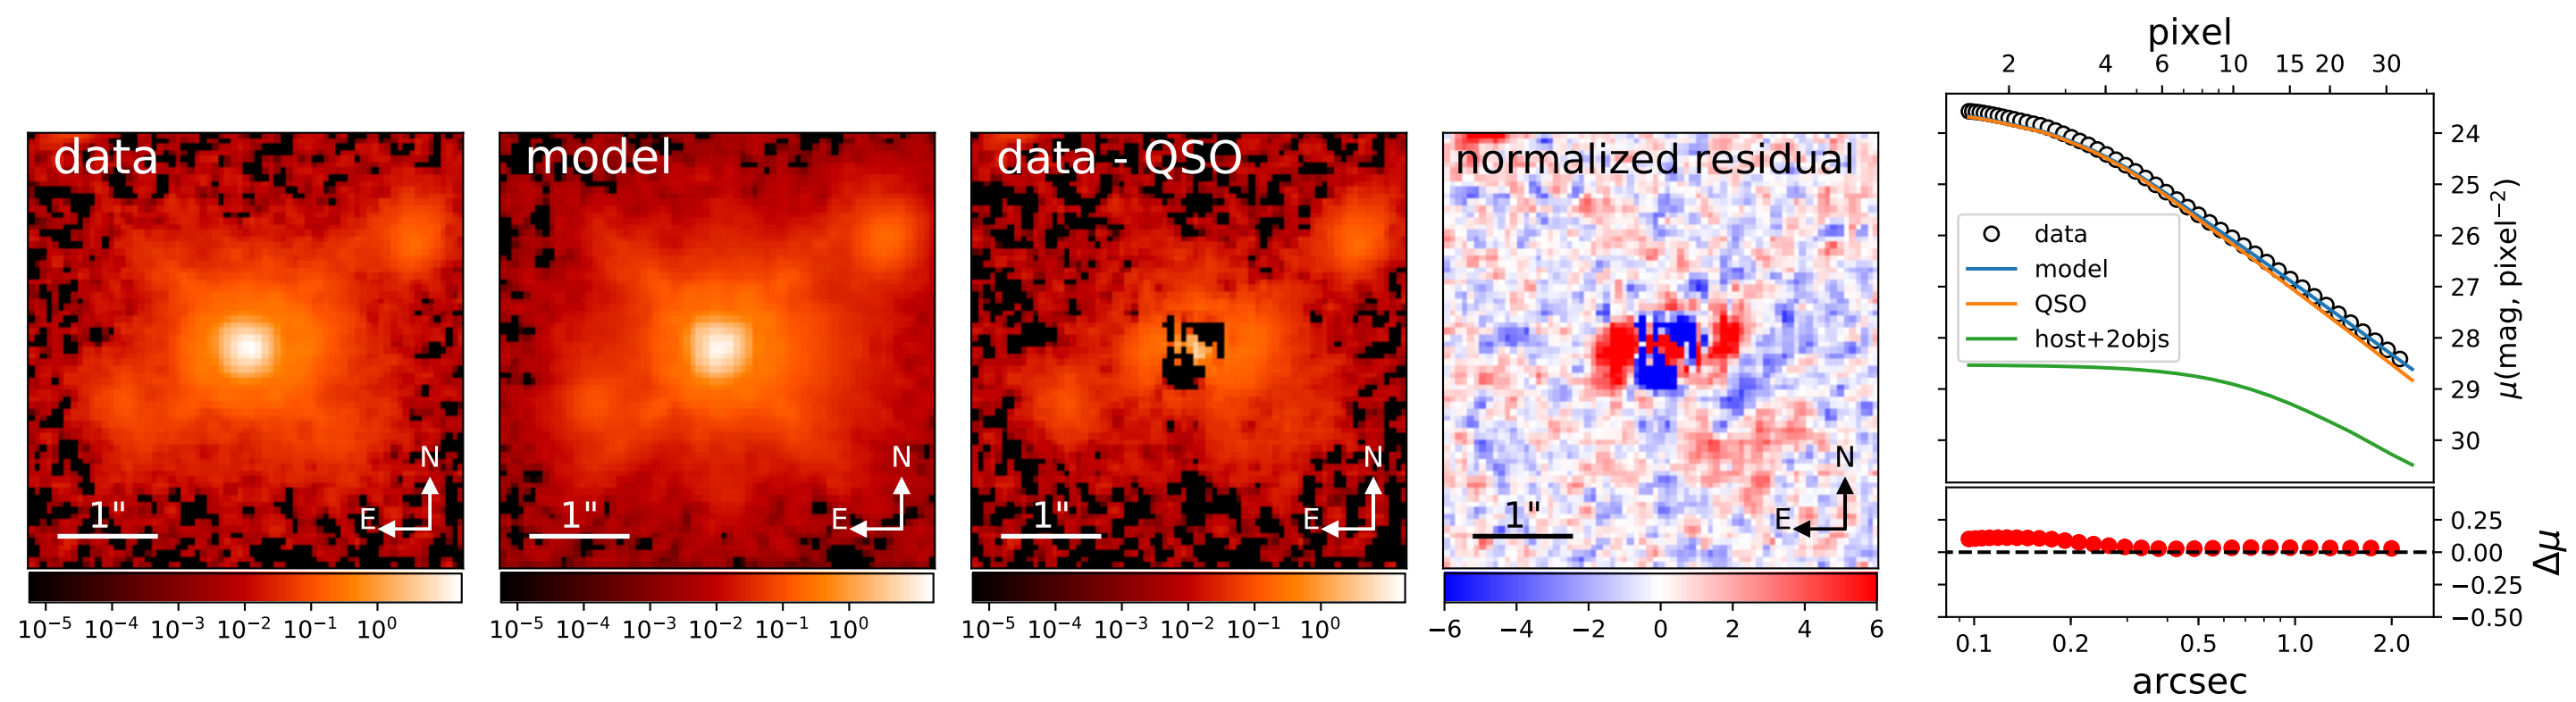 data
N
E
1"
10⁻⁵ 10⁻⁴ 10⁻³ 10⁻² 10⁻¹ 10⁰
model
N
E
1"
10⁻⁵ 10⁻⁴ 10⁻³ 10⁻² 10⁻¹ 10⁰
data - QSO
N
E
1"
10⁻⁵ 10⁻⁴ 10⁻³ 10⁻² 10⁻¹ 10⁰
normalized residual
N
E
1"
−6 −4 −2 0 2 4 6
pixel
2 4 6 10 15 20 30
data
model
QSO
host+2objs
24
25
26
27
28
29
30
μ(mag, pixel⁻²)
0.25
0.00
−0.25
−0.50
Δμ
0.1 0.2 0.5 1.0 2.0
arcsec